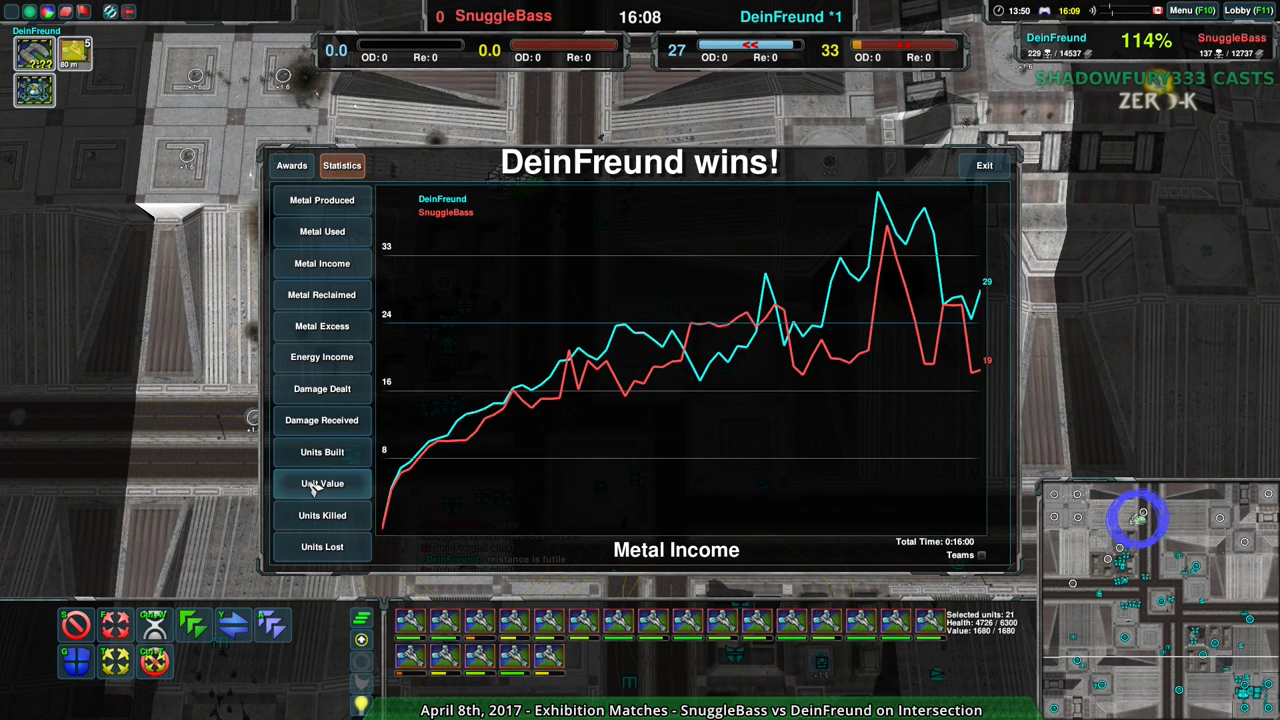 0 SnuggleBass 16:08 DeinFreund *1
13:50 16:09 Menu (F10) Lobby (F11)
DeinFreund
5
80 m
0.0 0.0 27 33
OD: 0 Re: 0 OD: 0 Re: 0 OD: 0 Re: 0 OD: 0 Re: 0
DeinFreund 114% SnuggleBass
229 / 14537 137 / 12737
SHADOWFURY333 CASTS
ZERO-K
Awards Statistics DeinFreund wins! Exit
Metal Produced
Metal Used
Metal Income
Metal Reclaimed
Metal Excess
Energy Income
Damage Dealt
Damage Received
Units Built
Unit Value
Units Killed
Units Lost
DeinFreund
SnuggleBass
33
24
16
8
29
19
Metal Income
Total Time: 0:16:00
Teams
Selected units: 21
Health: 4726 / 6300
Value: 1680 / 1680
April 8th, 2017 - Exhibition Matches - SnuggleBass vs DeinFreund on Intersection